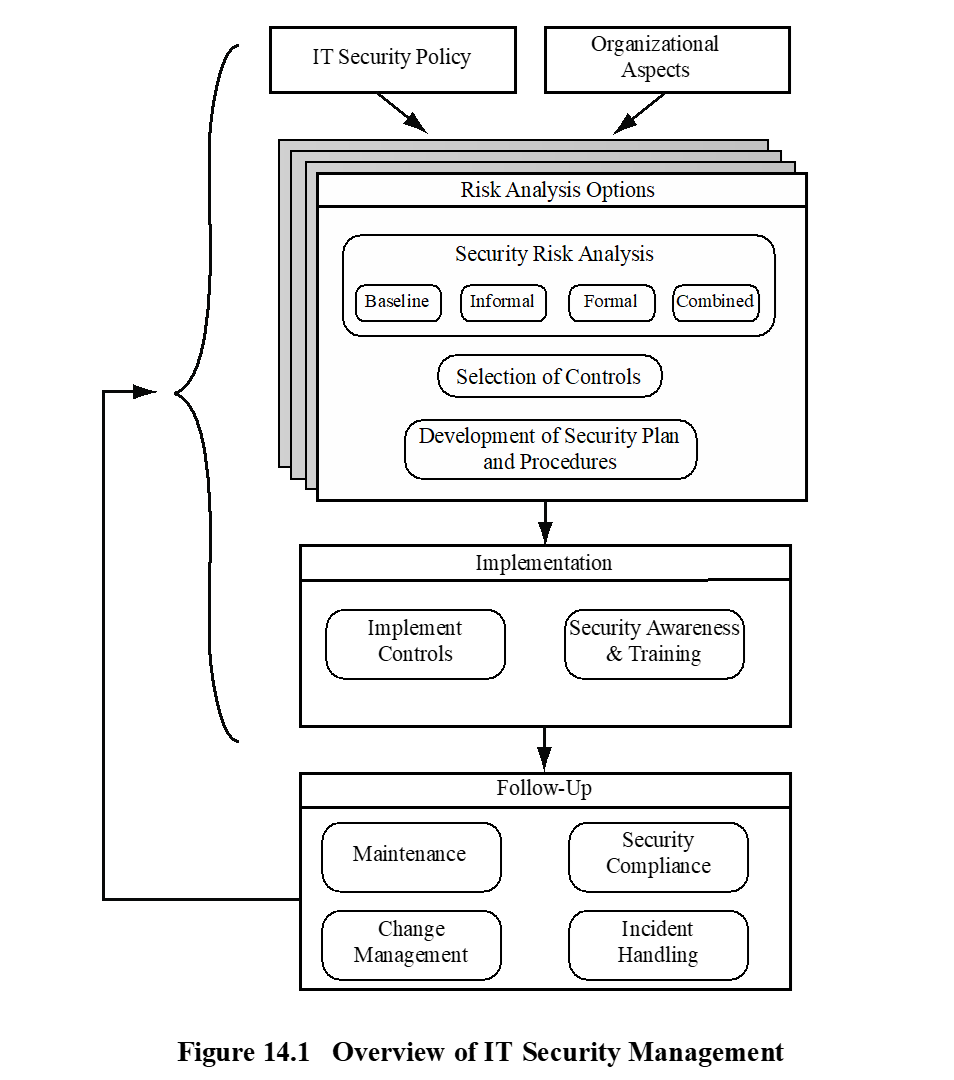 IT Security Policy
Organizational
Aspects
Risk Analysis Options
Security Risk Analysis
Baseline
Informal
Formal
Combined
Selection of Controls
Development of Security Plan
and Procedures
Implementation
Implement
Controls
Security Awareness
& Training
Follow-Up
Maintenance
Security
Compliance
Change
Management
Incident
Handling
Figure 14.1 Overview of IT Security Management